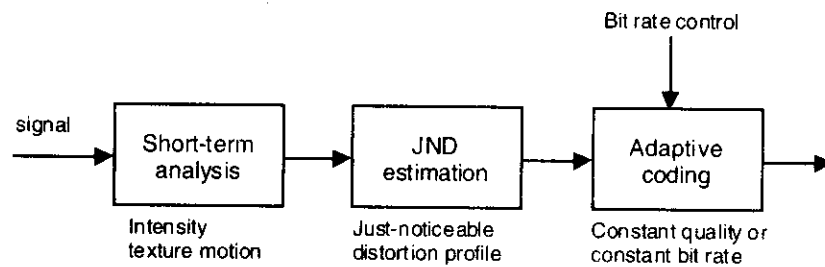 Bit rate control
signal
Short-term
analysis
JND
estimation
Adaptive
coding
Intensity
texture motion
Just-noticeable
distortion profile
Constant quality or
constant bit rate